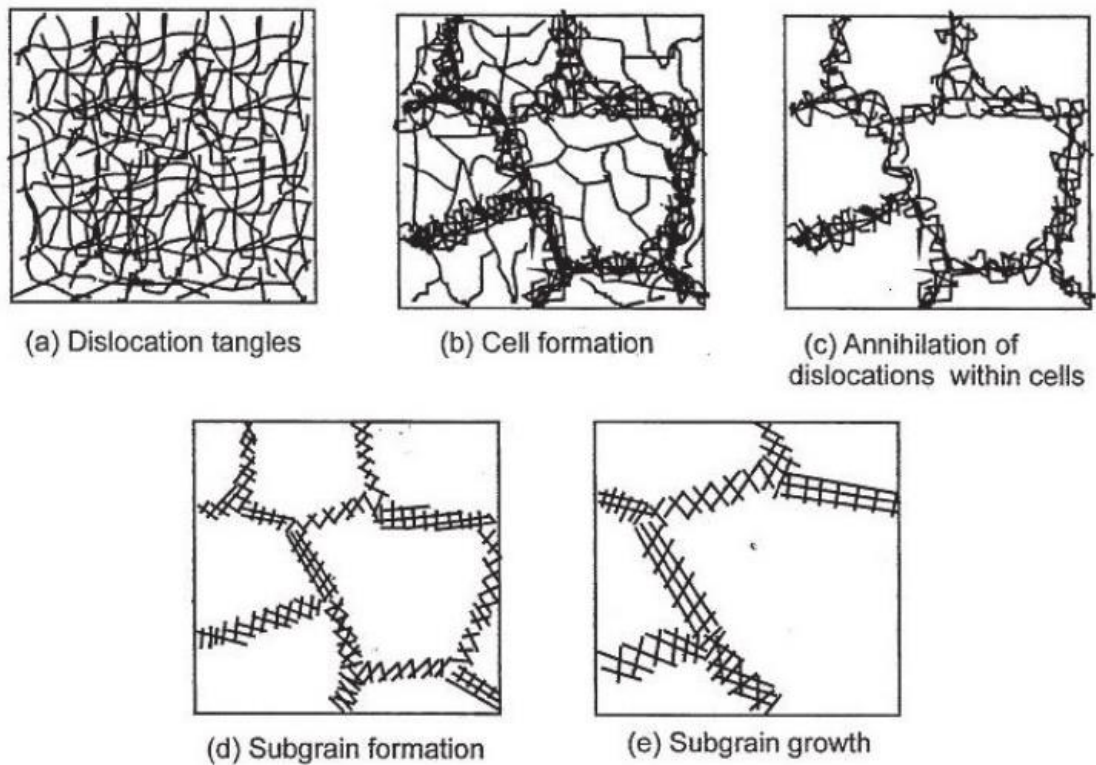 (a) Dislocation tangles
(b) Cell formation
(c) Annihilation of
dislocations within cells
(d) Subgrain formation
(e) Subgrain growth